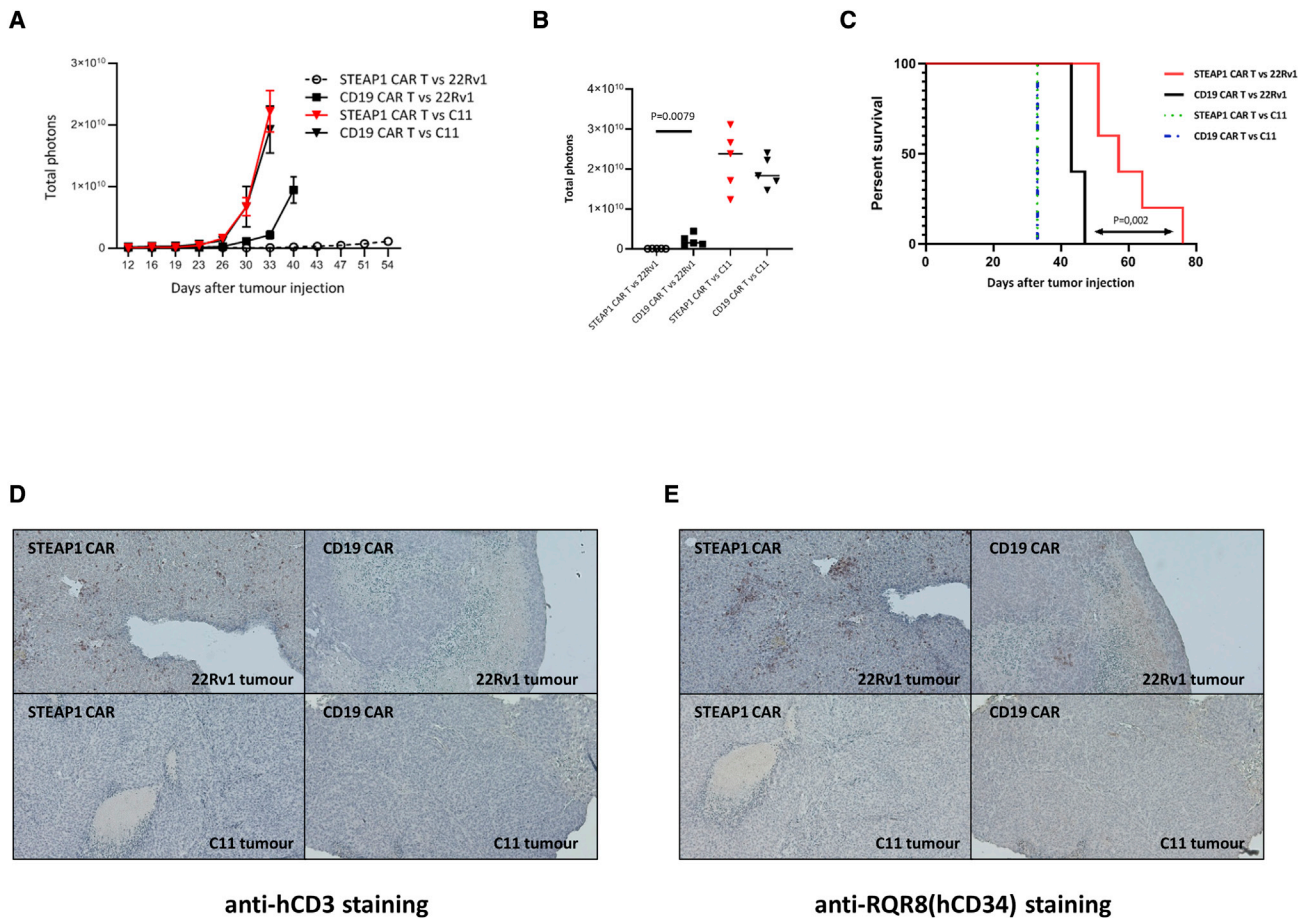 A
3×10¹⁰
2×10¹⁰
1×10¹⁰
0
Total photons
12 16 19 23 26 30 33 40 43 47 51 54
Days after tumour injection
STEAP1 CAR T vs 22Rv1
CD19 CAR T vs 22Rv1
STEAP1 CAR T vs C11
CD19 CAR T vs C11
B
4×10¹⁰
3×10¹⁰
2×10¹⁰
1×10¹⁰
0
Total photons
P=0.0079
STEAP1 CAR T vs 22Rv1
CD19 CAR T vs 22Rv1
STEAP1 CAR T vs C11
CD19 CAR T vs C11
C
100
50
0
Persent survival
0 20 40 60 80
Days after tumor injection
P=0,002
STEAP1 CAR T vs 22Rv1
CD19 CAR T vs 22Rv1
STEAP1 CAR T vs C11
CD19 CAR T vs C11
D
STEAP1 CAR
22Rv1 tumour
CD19 CAR
22Rv1 tumour
STEAP1 CAR
C11 tumour
CD19 CAR
C11 tumour
anti-hCD3 staining
E
STEAP1 CAR
22Rv1 tumour
CD19 CAR
22Rv1 tumour
STEAP1 CAR
C11 tumour
CD19 CAR
C11 tumour
anti-RQR8(hCD34) staining